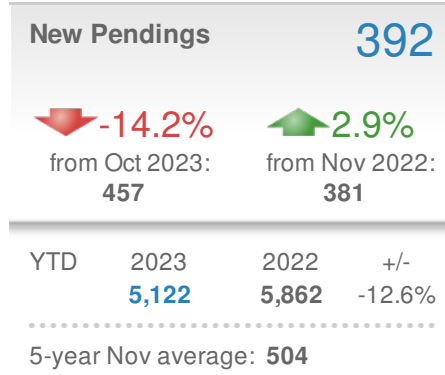 New Pendings 392
-14.2% 2.9%
from Oct 2023: from Nov 2022:
457 381
YTD 2023 2022 +/-
5,122 5,862 -12.6%
5-year Nov average: 504